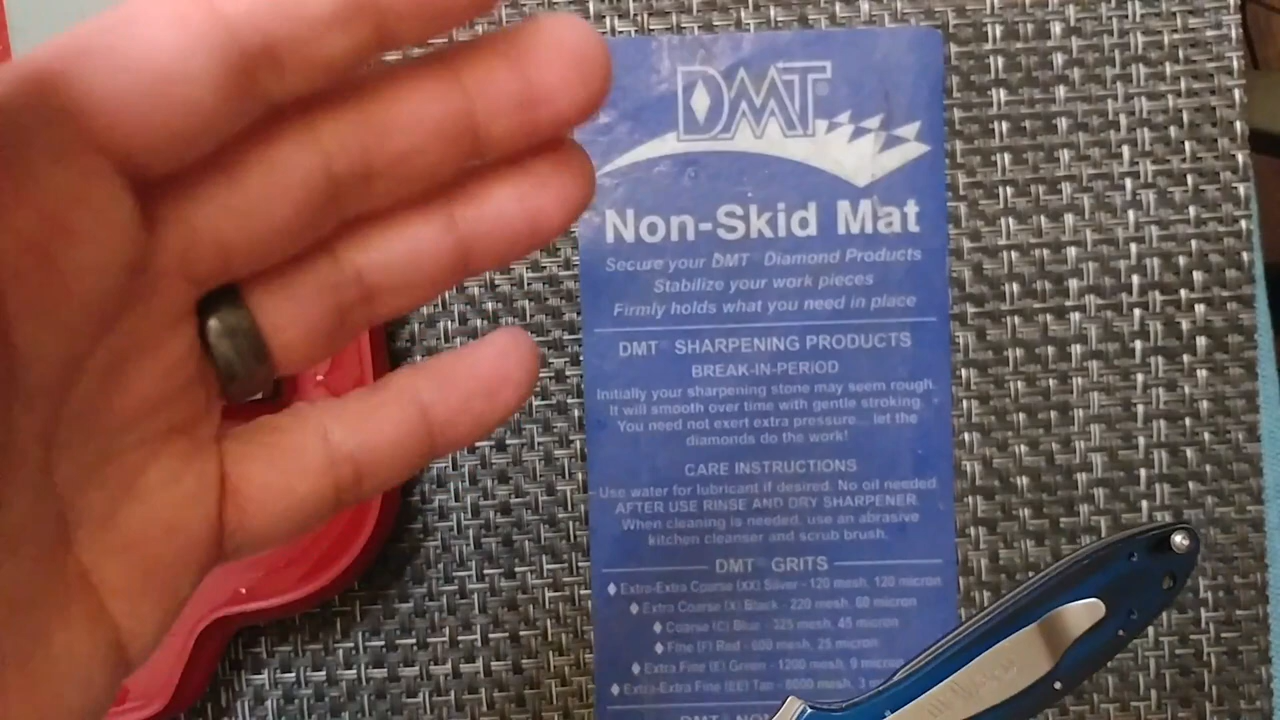 DMT®
Non-Skid Mat
Secure your DMT Diamond Products
Stabilize your work pieces
Firmly holds what you need in place
DMT® SHARPENING PRODUCTS
BREAK-IN-PERIOD
Initially your sharpening stone may seem rough.
It will smooth over time with gentle stroking.
You need not exert extra pressure... let the
diamonds do the work!
CARE INSTRUCTIONS
Use water for lubricant if desired. No oil needed.
AFTER USE RINSE AND DRY SHARPENER.
When cleaning is needed, use an abrasive
kitchen cleanser and scrub brush.
DMT® GRITS
Extra-Extra Coarse (XX) Silver - 120 mesh, 120 micron
Extra Coarse (X) Black - 220 mesh, 60 micron
Coarse (C) Blue - 325 mesh, 45 micron
Fine (F) Red - 600 mesh, 25 micron
Extra Fine (E) Green - 1200 mesh, 9 micron
Extra-Extra Fine (EE) Tan - 8000 mesh, 3
DMT